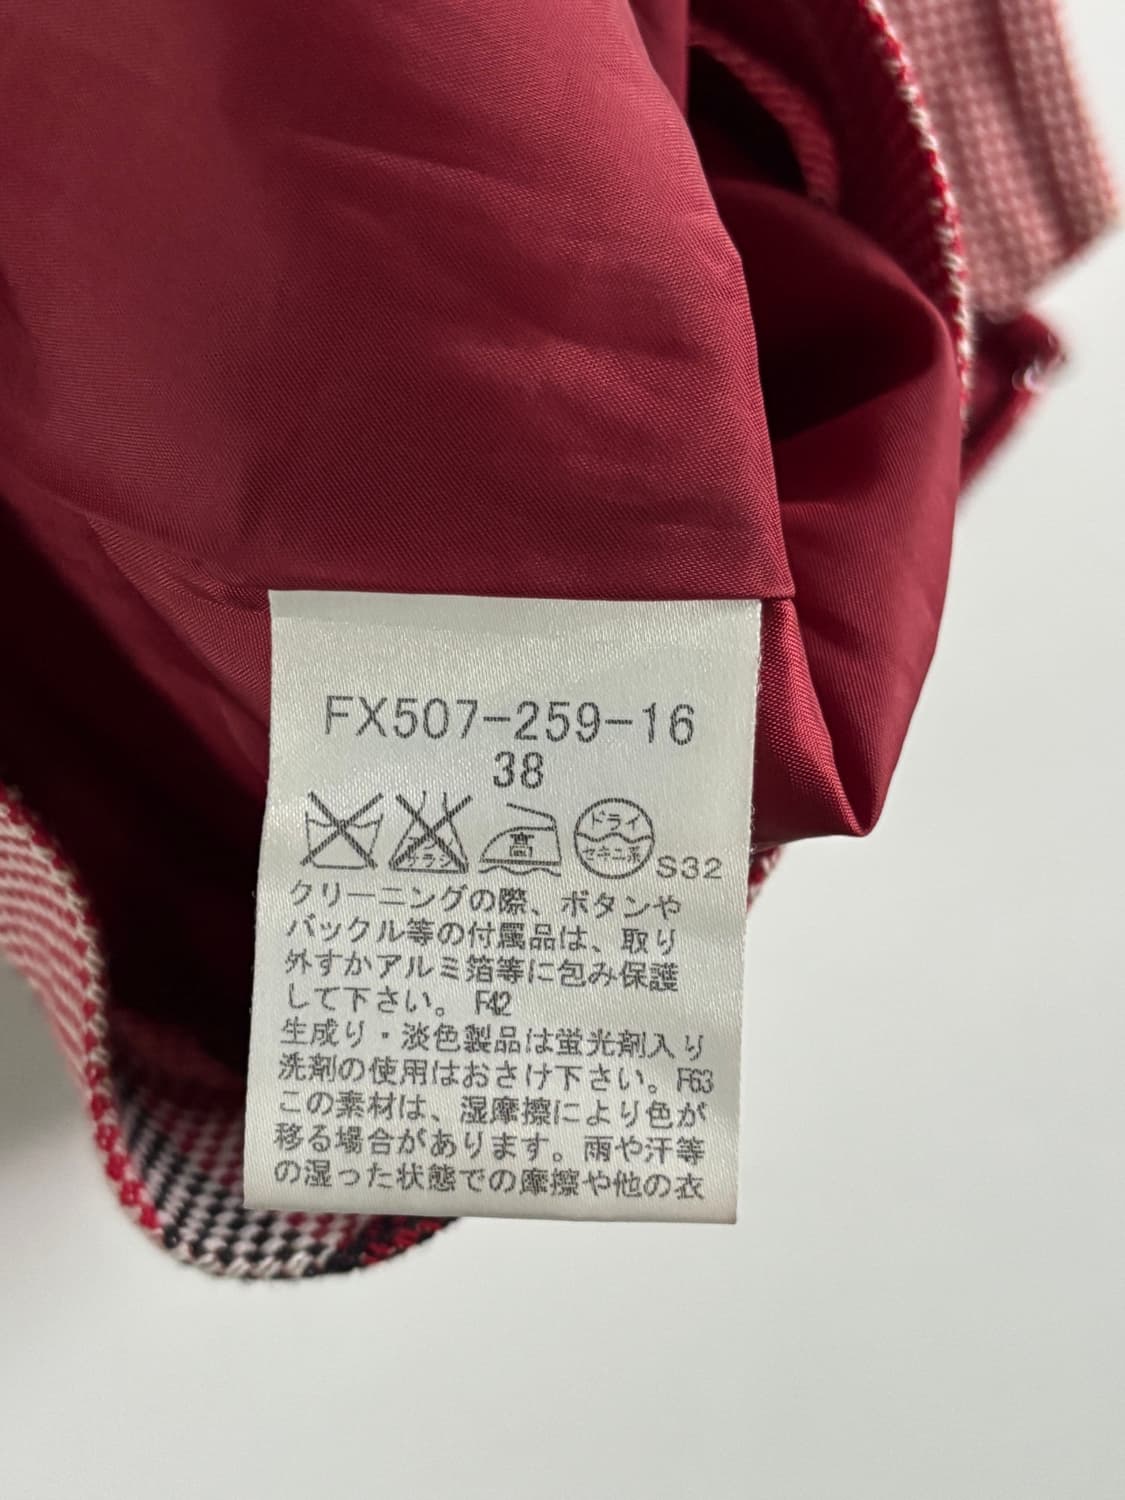 FX507-259-16
38
サラシ
高
ドライ
セキユ系
S32
クリーニングの際、ボタンや
バックル等の付属品は、取り
外すかアルミ箔等に包み保護
して下さい。 F42
生成り・淡色製品は蛍光剤入り
洗剤の使用はおさけ下さい。F63
この素材は、湿摩擦により色が
移る場合があります。雨や汗等
の湿った状態での摩擦や他の衣